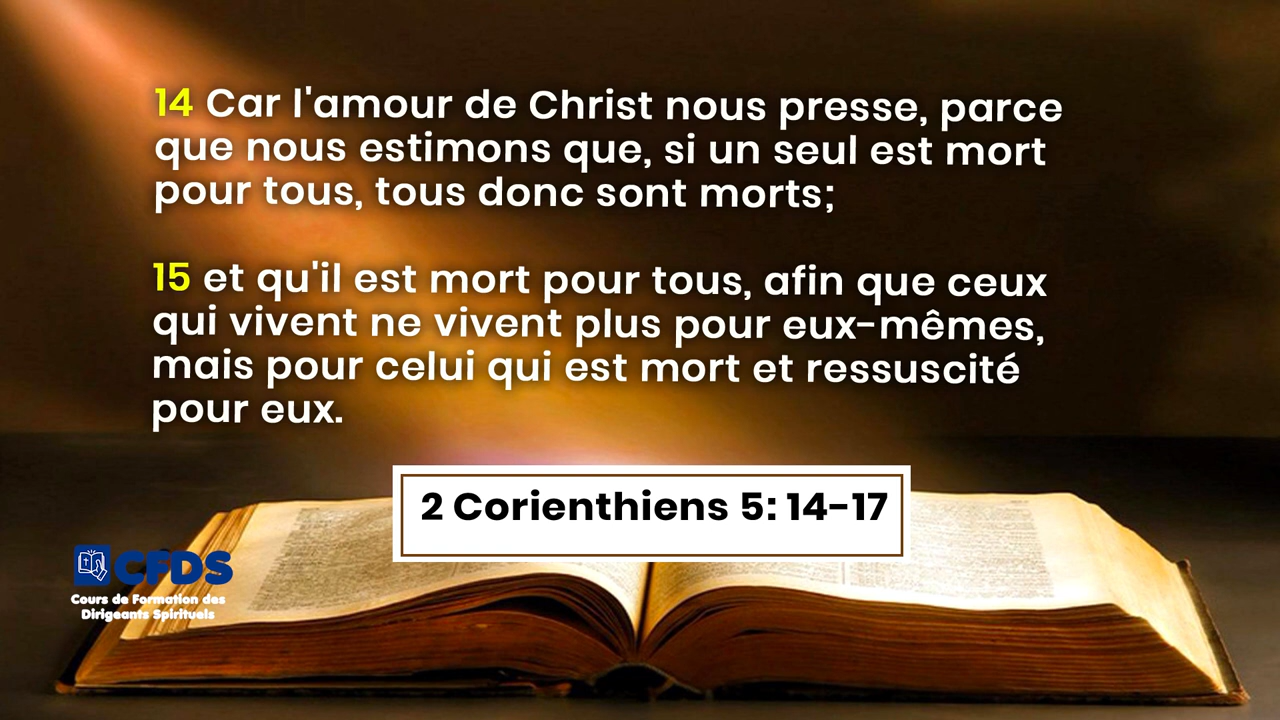 14 Car l'amour de Christ nous presse, parce
que nous estimons que, si un seul est mort
pour tous, tous donc sont morts;
15 et qu'il est mort pour tous, afin que ceux
qui vivent ne vivent plus pour eux-mêmes,
mais pour celui qui est mort et ressuscité
pour eux.
2 Corienthiens 5: 14-17
CFDS
Cours de Formation des
Dirigeants Spirituels